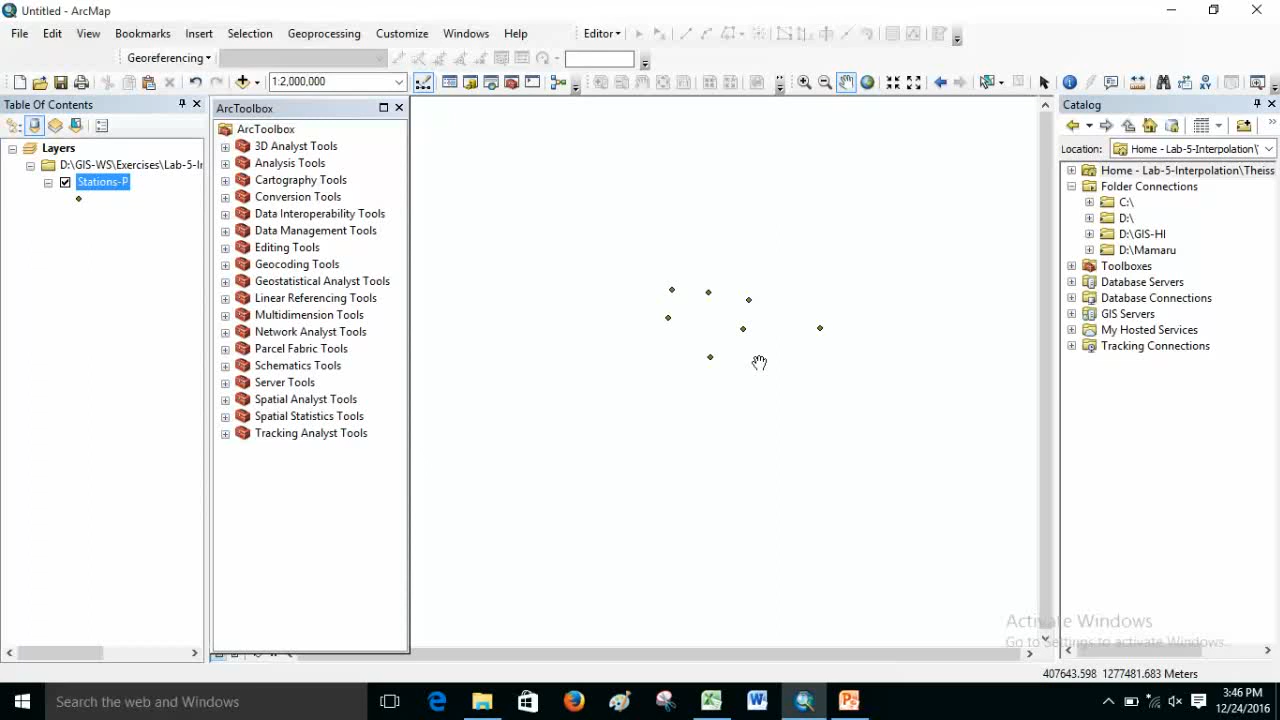 Untitled - ArcMap
File Edit View Bookmarks Insert Selection Geoprocessing Customize Windows Help Editor
Georeferencing
1:2,000,000
Table Of Contents
Layers
D:\GIS-WS\Exercises\Lab-5-Ir
Stations-P
ArcToolbox
ArcToolbox
3D Analyst Tools
Analysis Tools
Cartography Tools
Conversion Tools
Data Interoperability Tools
Data Management Tools
Editing Tools
Geocoding Tools
Geostatistical Analyst Tools
Linear Referencing Tools
Multidimension Tools
Network Analyst Tools
Parcel Fabric Tools
Schematics Tools
Server Tools
Spatial Analyst Tools
Spatial Statistics Tools
Tracking Analyst Tools
Catalog
Location: Home - Lab-5-Interpolation\
Home - Lab-5-Interpolation\Theiss
Folder Connections
C:\
D:\
D:\GIS-HI
D:\Mamaru
Toolboxes
Database Servers
Database Connections
GIS Servers
My Hosted Services
Tracking Connections
Activate Windows
Go to Settings to activate Windows.
407643.598 1277481.683 Meters
Search the web and Windows
3:46 PM
12/24/2016